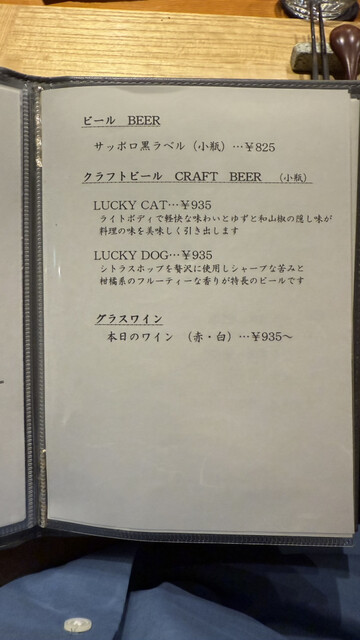 ビール　BEER
サッポロ黒ラベル（小瓶）…￥825
クラフトビール　CRAFT　BEER　（小瓶）
LUCKY CAT…￥935
ライトボディで軽快な味わいとゆずと和山椒の隠し味が
料理の味を美味しく引き出します
LUCKY DOG…￥935
シトラスホップを贅沢に使用しシャープな苦みと
柑橘系のフルーティーな香りが特長のビールです
グラスワイン
本日のワイン　（赤・白）…￥935～